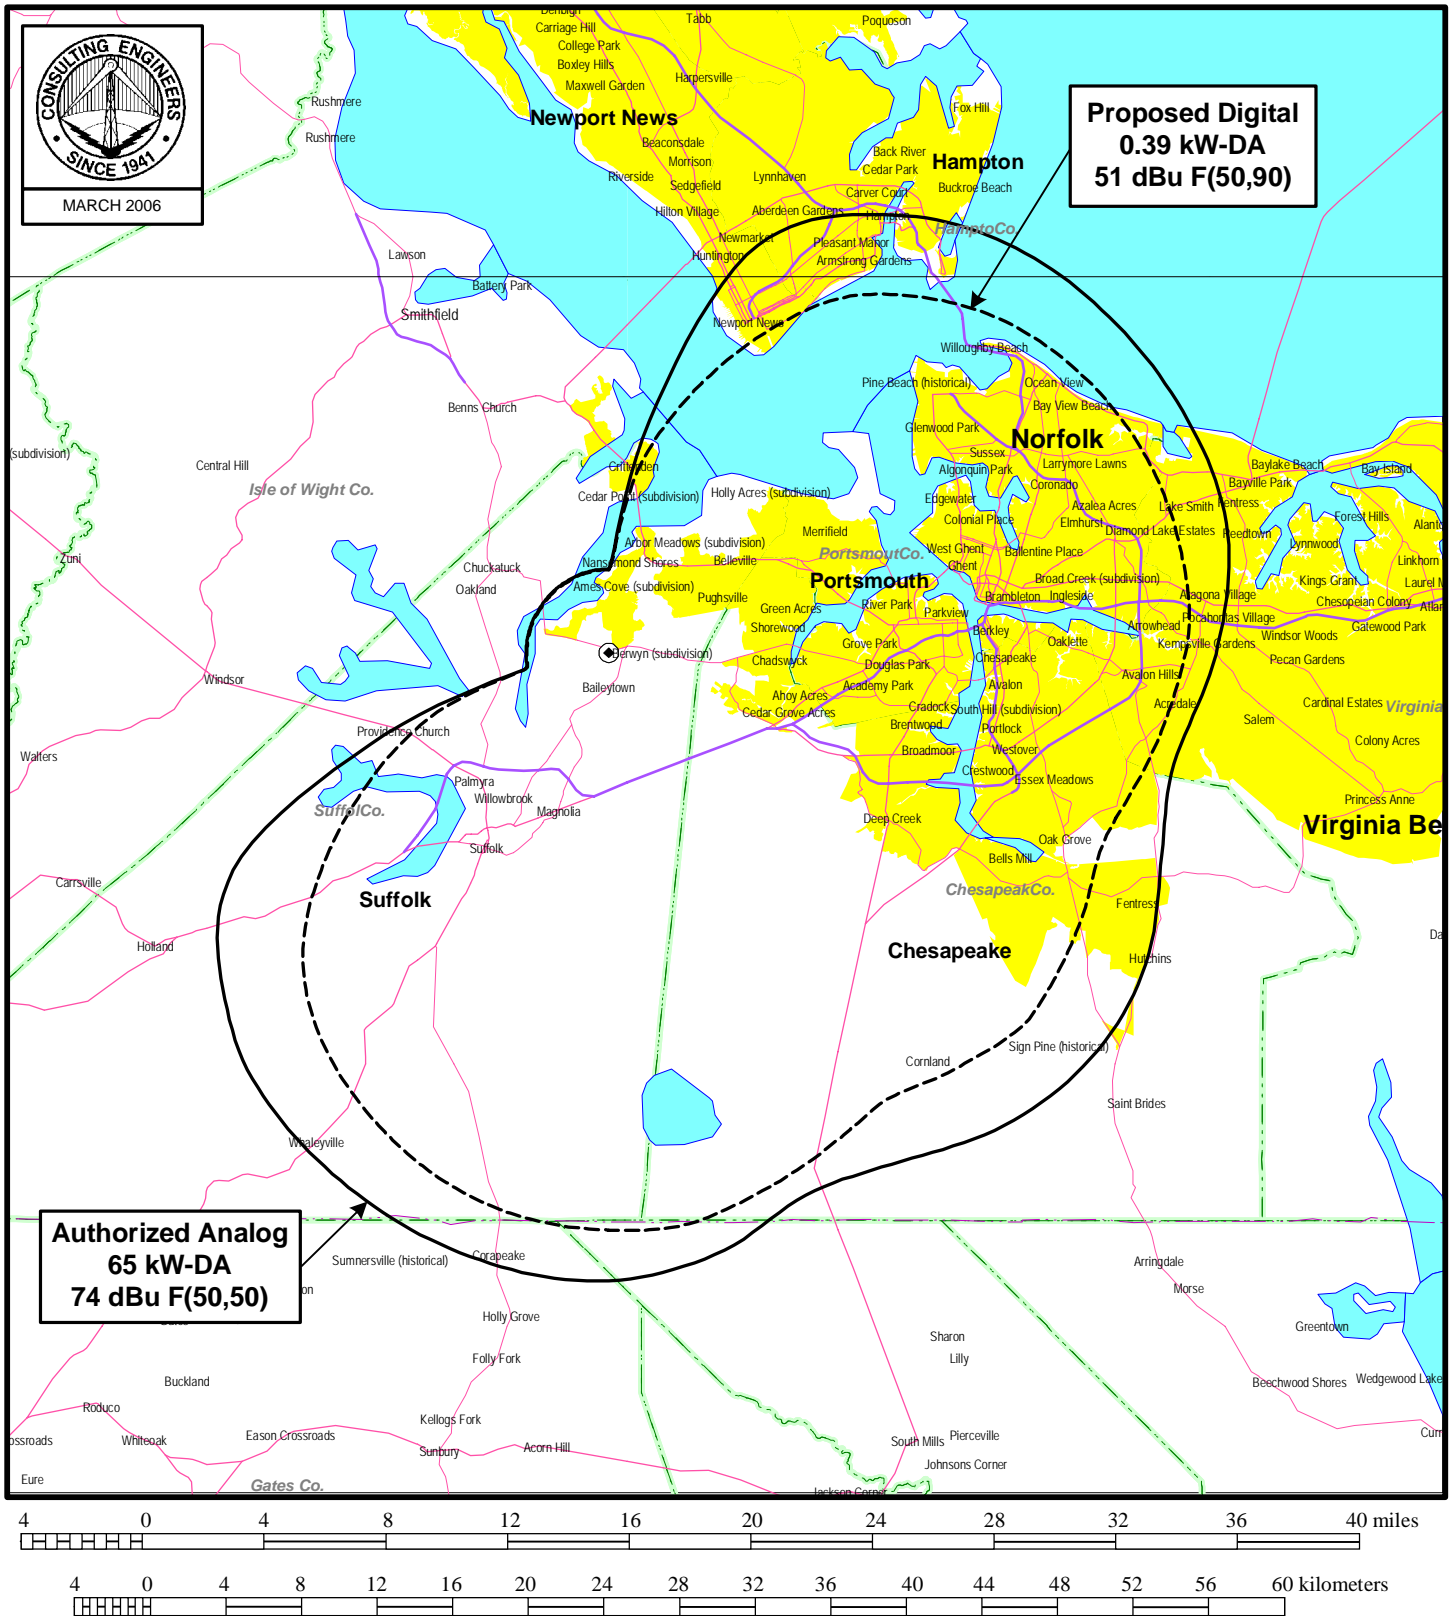 CONSULTING ENGINEERS
• SINCE 1941 •
MARCH 2006
Proposed Digital
0.39 kW-DA
51 dBu F(50,90)
Authorized Analog
65 kW-DA
74 dBu F(50,50)
Denbigh
Carriage Hill
College Park
Boxley Hills
Maxwell Garden
Tabb
Poquoson
Harpersville
Newport News
Fox Hill
Rushmere
Rushmere
Beaconsdale
Morrison
Riverside
Sedgefield
Lynnhaven
Back River
Cedar Park
Hampton
Buckroe Beach
Carver Court
Hilton Village
Aberdeen Gardens
Hampton
HamptoCo.
Newmarket
Pleasant Manor
Huntington
Armstrong Gardens
Lawson
Battery Park
Smithfield
Newport News
Willoughby Beach
Pine Beach (historical)
Ocean View
Benns Church
Bay View Beach
Glenwood Park
Norfolk
(subdivision)
Central Hill
Isle of Wight Co.
Crittenden
Sussex
Algonquin Park
Larrymore Lawns
Coronado
Baylake Beach
Bay Island
Bayville Park
Cedar Point (subdivision)
Holly Acres (subdivision)
Edgewater
Azalea Acres
Lake Smith
Fentress
Colonial Place
Elmhurst
Diamond Lake Estates
Reedtown
Forest Hills
Alanto
Merrifield
Arbor Meadows (subdivision)
PortsmoutCo.
West Ghent
Ghent
Ballentine Place
Lynnwood
Linkhorn
Zuni
Chuckatuck
Nansemond Shores
Belleville
Portsmouth
Broad Creek (subdivision)
Kings Grant
Laurel M
Oakland
Ames Cove (subdivision)
Pughsville
Green Acres
River Park
Parkview
Brambleton
Ingleside
Alagona Village
Chesopeian Colony
Atlan
Shorewood
Berkley
Arrowhead
Pocahontas Village
Gatewood Park
Grove Park
Oaklette
Kempsville Gardens
Windsor Woods
Derwyn (subdivision)
Chadswyck
Douglas Park
Chesapeake
Pecan Gardens
Windsor
Baileytown
Academy Park
Avalon
Avalon Hills
Ahoy Acres
Cedar Grove Acres
Cradock
South Hill (subdivision)
Acredale
Cardinal Estates
Virginia
Salem
Brentwood
Portlock
Providence Church
Colony Acres
Walters
Broadmoor
Westover
Crestwood
Essex Meadows
Palmyra
Willowbrook
Princess Anne
SuffolCo.
Magnolia
Deep Creek
Virginia Be
Suffolk
Oak Grove
Bells Mill
Carrsville
Suffolk
ChesapeakCo.
Fentress
Holland
Chesapeake
Da
Hutchins
Cornland
Sign Pine (historical)
Saint Brides
Whaleyville
Sumnersville (historical)
Corapeake
Arringdale
on
Morse
Holly Grove
Greentown
Sharon
Folly Fork
Lilly
Buckland
Beechwood Shores
Wedgewood Lake
Roduco
Kellogs Fork
ossroads
Whiteoak
Eason Crossroads
Sunbury
Acorn Hill
South Mills
Pierceville
Curr
Johnsons Corner
Eure
Gates Co.
Jackson Corner
4 0 4 8 12 16 20 24 28 32 36 40 miles
4 0 4 8 12 16 20 24 28 32 36 40 44 48 52 56 60 kilometers